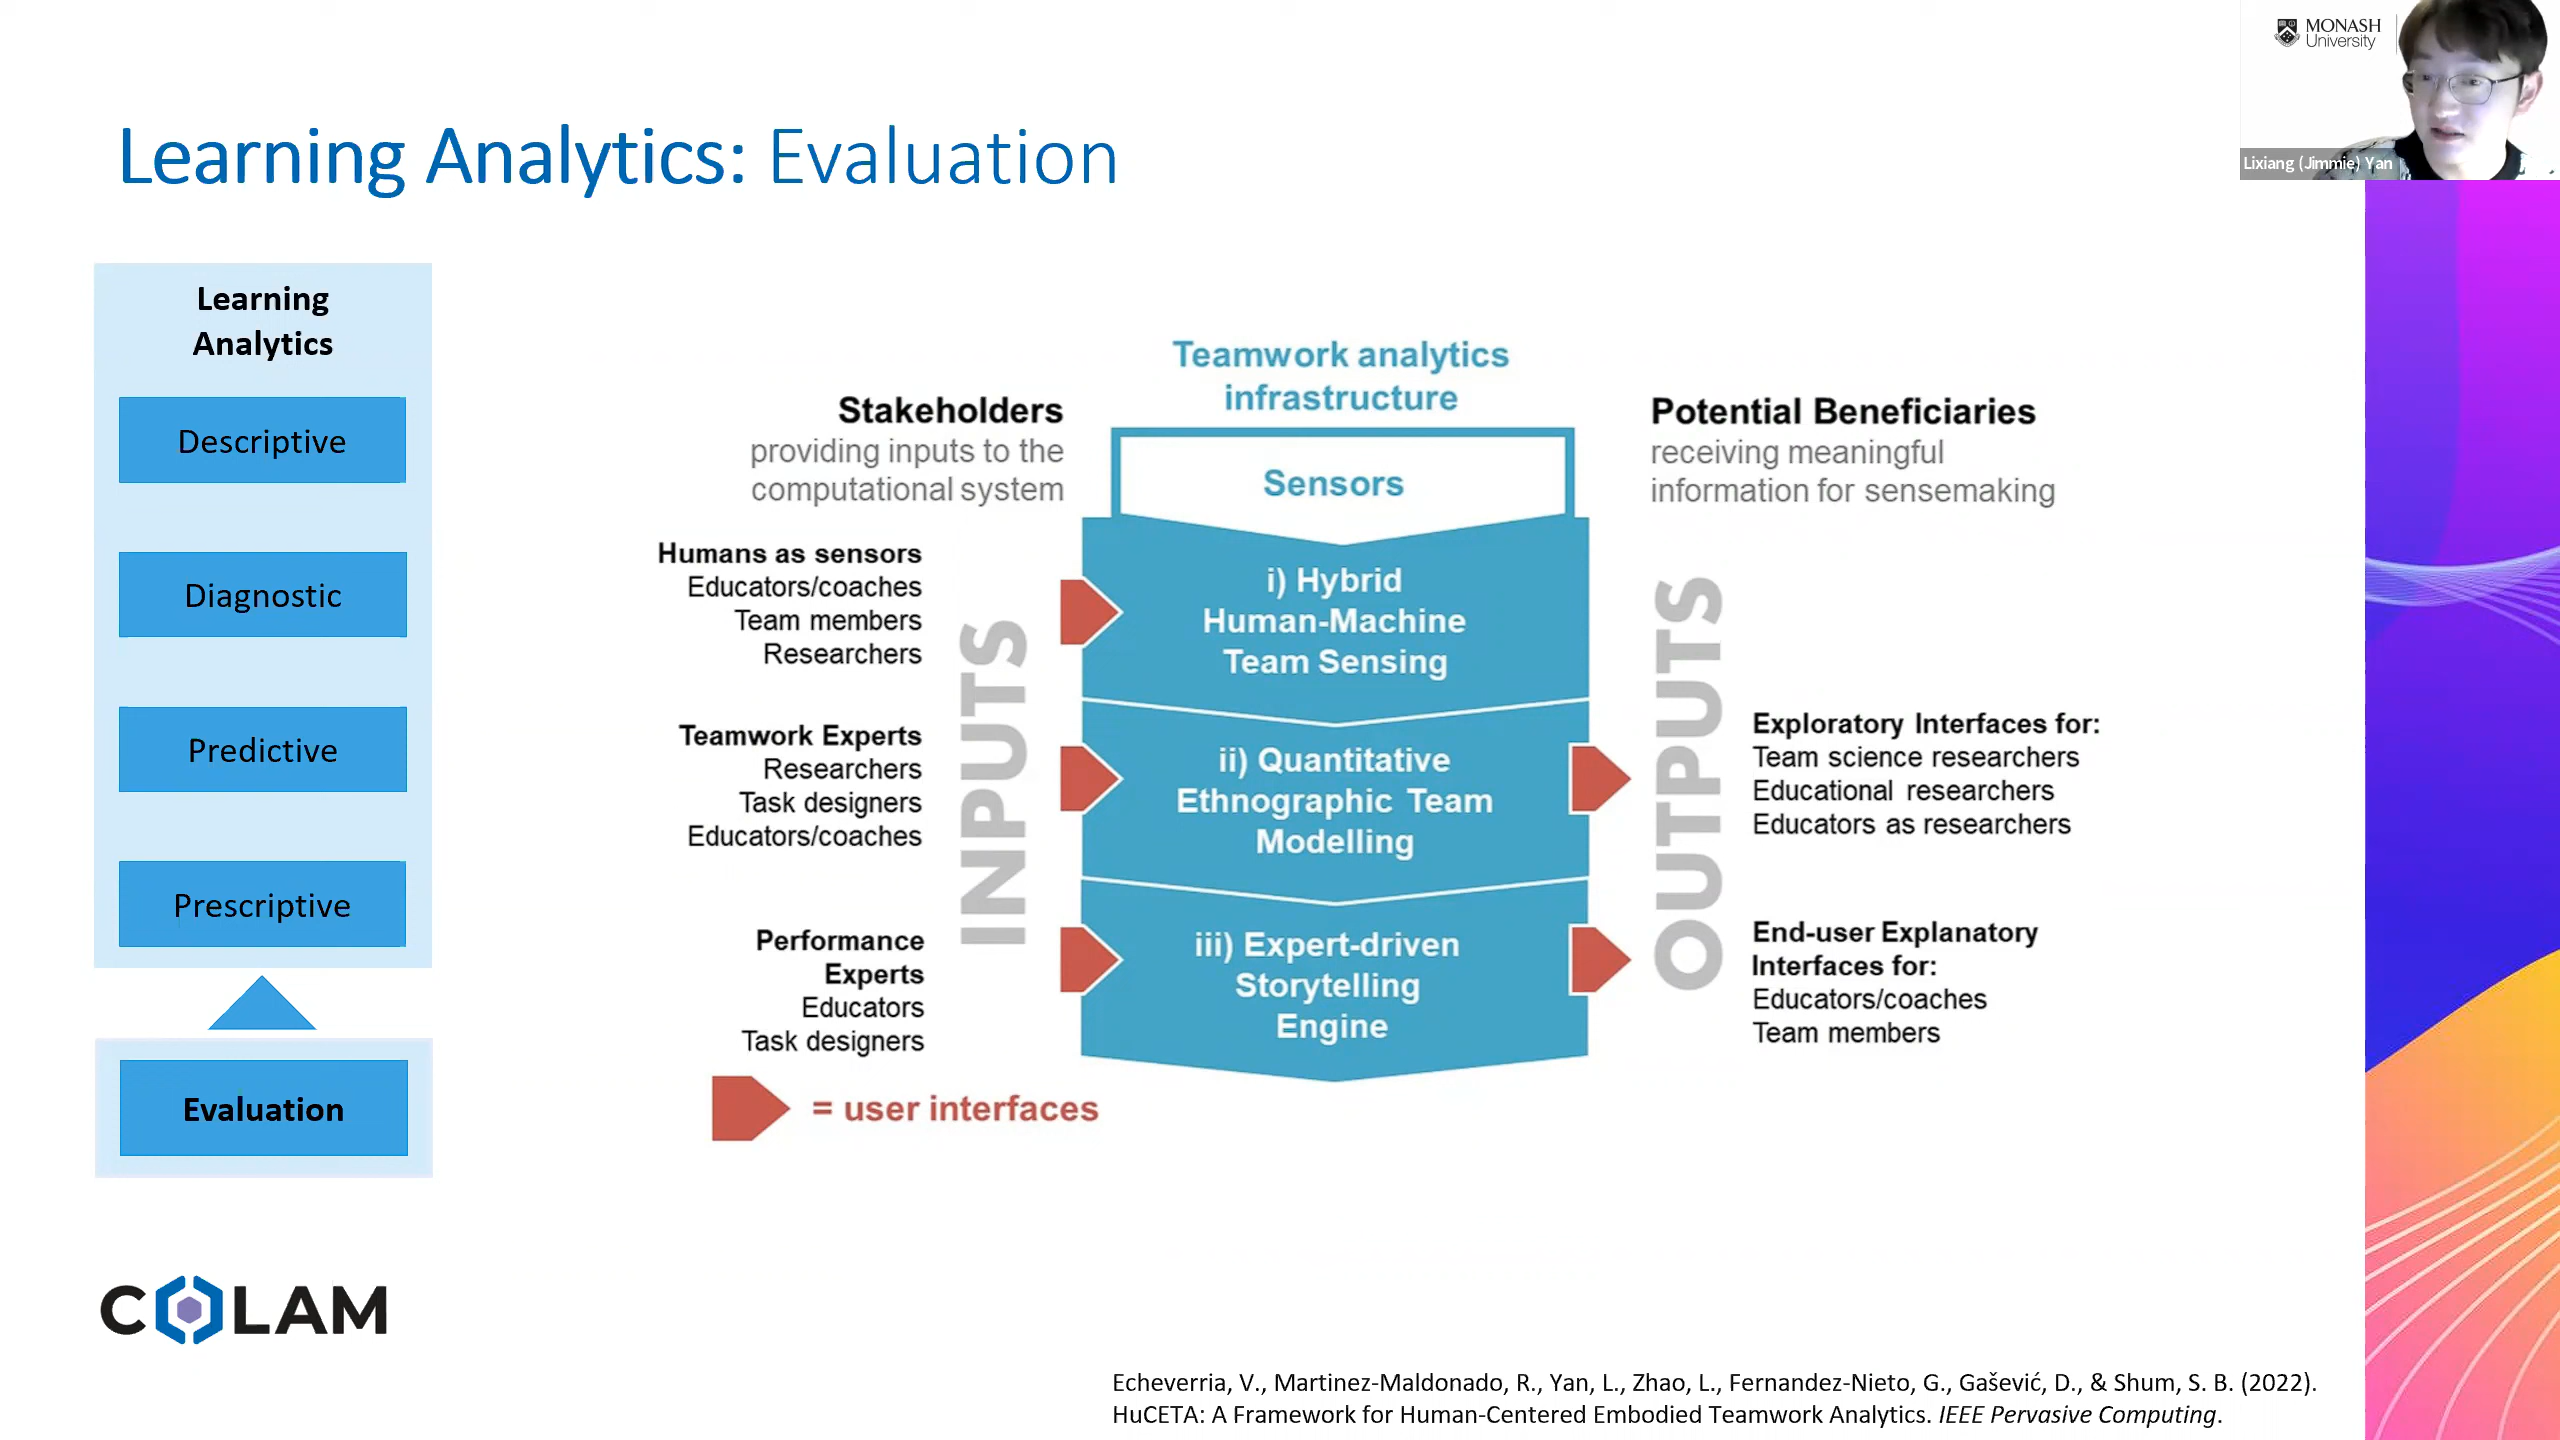 MONASH
University
Lixiang (Jimmie) Yan
Learning Analytics: Evaluation
Learning
Analytics
Descriptive
Diagnostic
Predictive
Prescriptive
Evaluation
Teamwork analytics
infrastructure
Stakeholders
providing inputs to the
computational system
Sensors
Potential Beneficiaries
receiving meaningful
information for sensemaking
INPUTS
Humans as sensors
Educators/coaches
Team members
Researchers
Teamwork Experts
Researchers
Task designers
Educators/coaches
Performance
Experts
Educators
Task designers
i) Hybrid
Human-Machine
Team Sensing
ii) Quantitative
Ethnographic Team
Modelling
iii) Expert-driven
Storytelling
Engine
OUTPUTS
Exploratory Interfaces for:
Team science researchers
Educational researchers
Educators as researchers
End-user Explanatory
Interfaces for:
Educators/coaches
Team members
= user interfaces
COLAM
Echeverria, V., Martinez-Maldonado, R., Yan, L., Zhao, L., Fernandez-Nieto, G., Gašević, D., & Shum, S. B. (2022).
HuCETA: A Framework for Human-Centered Embodied Teamwork Analytics. IEEE Pervasive Computing.